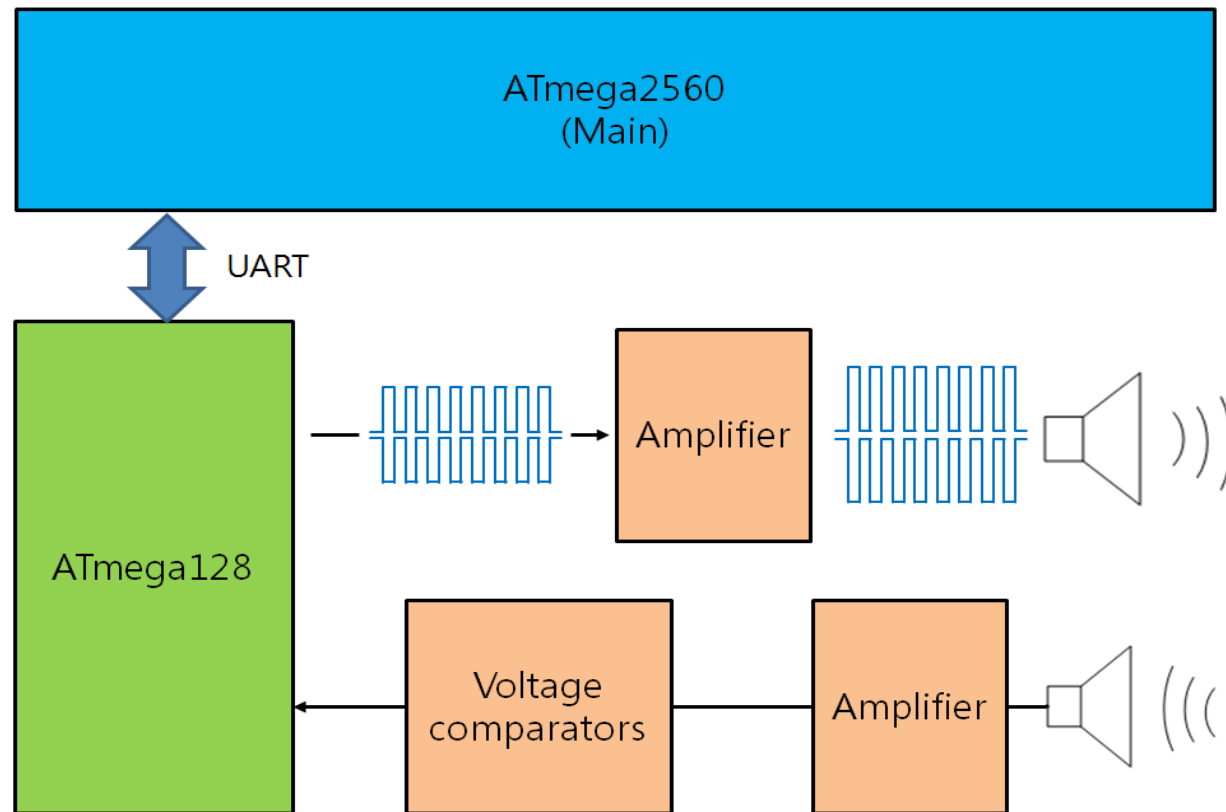 ATmega2560
(Main)
UART
Amplifier
ATmega128
Voltage
comparators
Amplifier